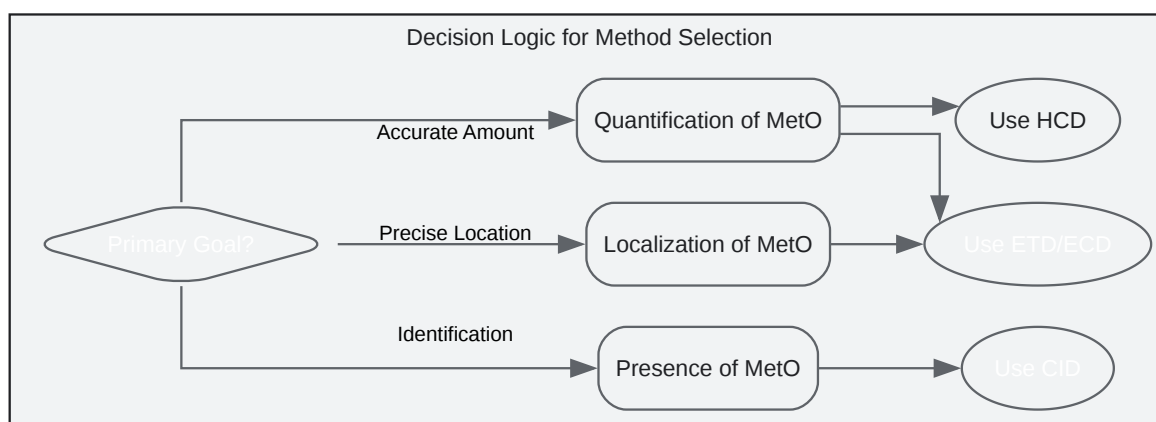 Decision Logic for Method Selection
Accurate Amount
Quantification of MetO
Use HCD
Primary Goal?
Precise Location
Localization of MetO
Use ETD/ECD
Identification
Presence of MetO
Use CID